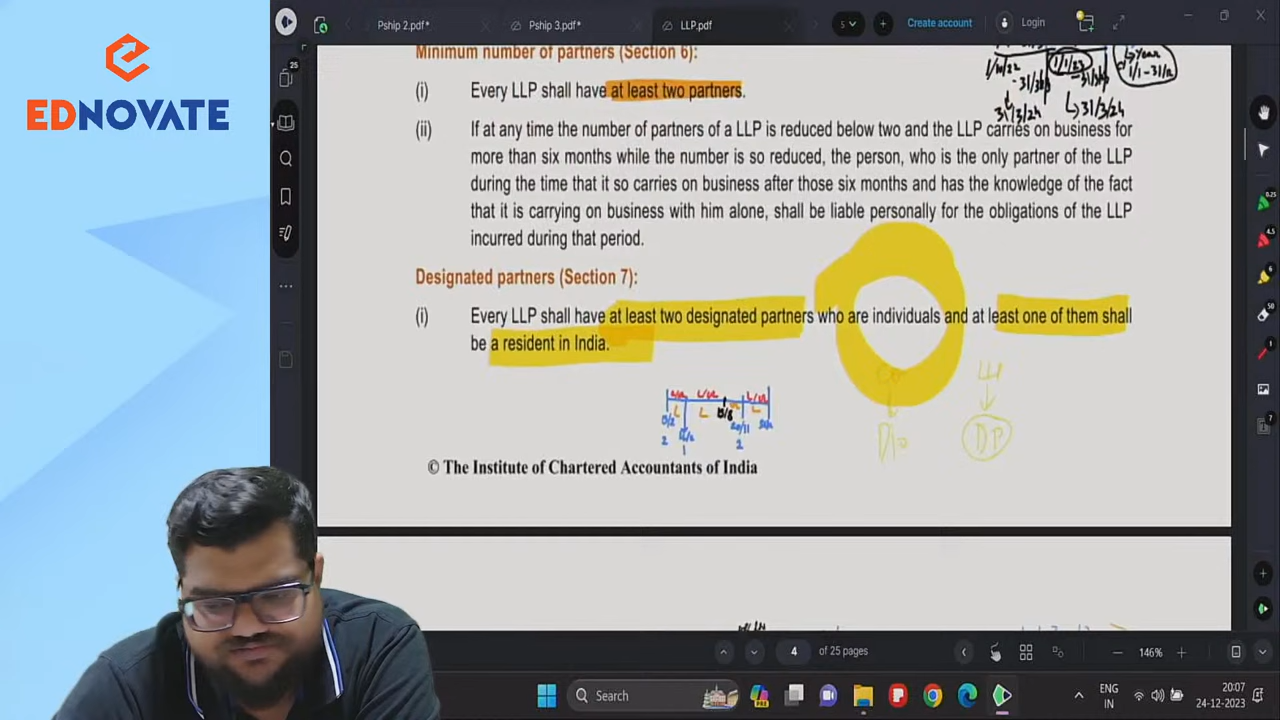 EDNOVATE
Pship 2.pdf*
Pship 3.pdf*
LLP.pdf
5
Create account
Login
25
Minimum number of partners (Section 6):
(i) Every LLP shall have at least two partners.
(ii) If at any time the number of partners of a LLP is reduced below two and the LLP carries on business for
more than six months while the number is so reduced, the person, who is the only partner of the LLP
during the time that it so carries on business after those six months and has the knowledge of the fact
that it is carrying on business with him alone, shall be liable personally for the obligations of the LLP
incurred during that period.
Designated partners (Section 7):
(i) Every LLP shall have at least two designated partners who are individuals and at least one of them shall
be a resident in India.
DP
© The Institute of Chartered Accountants of India
4 of 25 pages
146%
Search
PRE
ENG
IN
20:07
24-12-2023